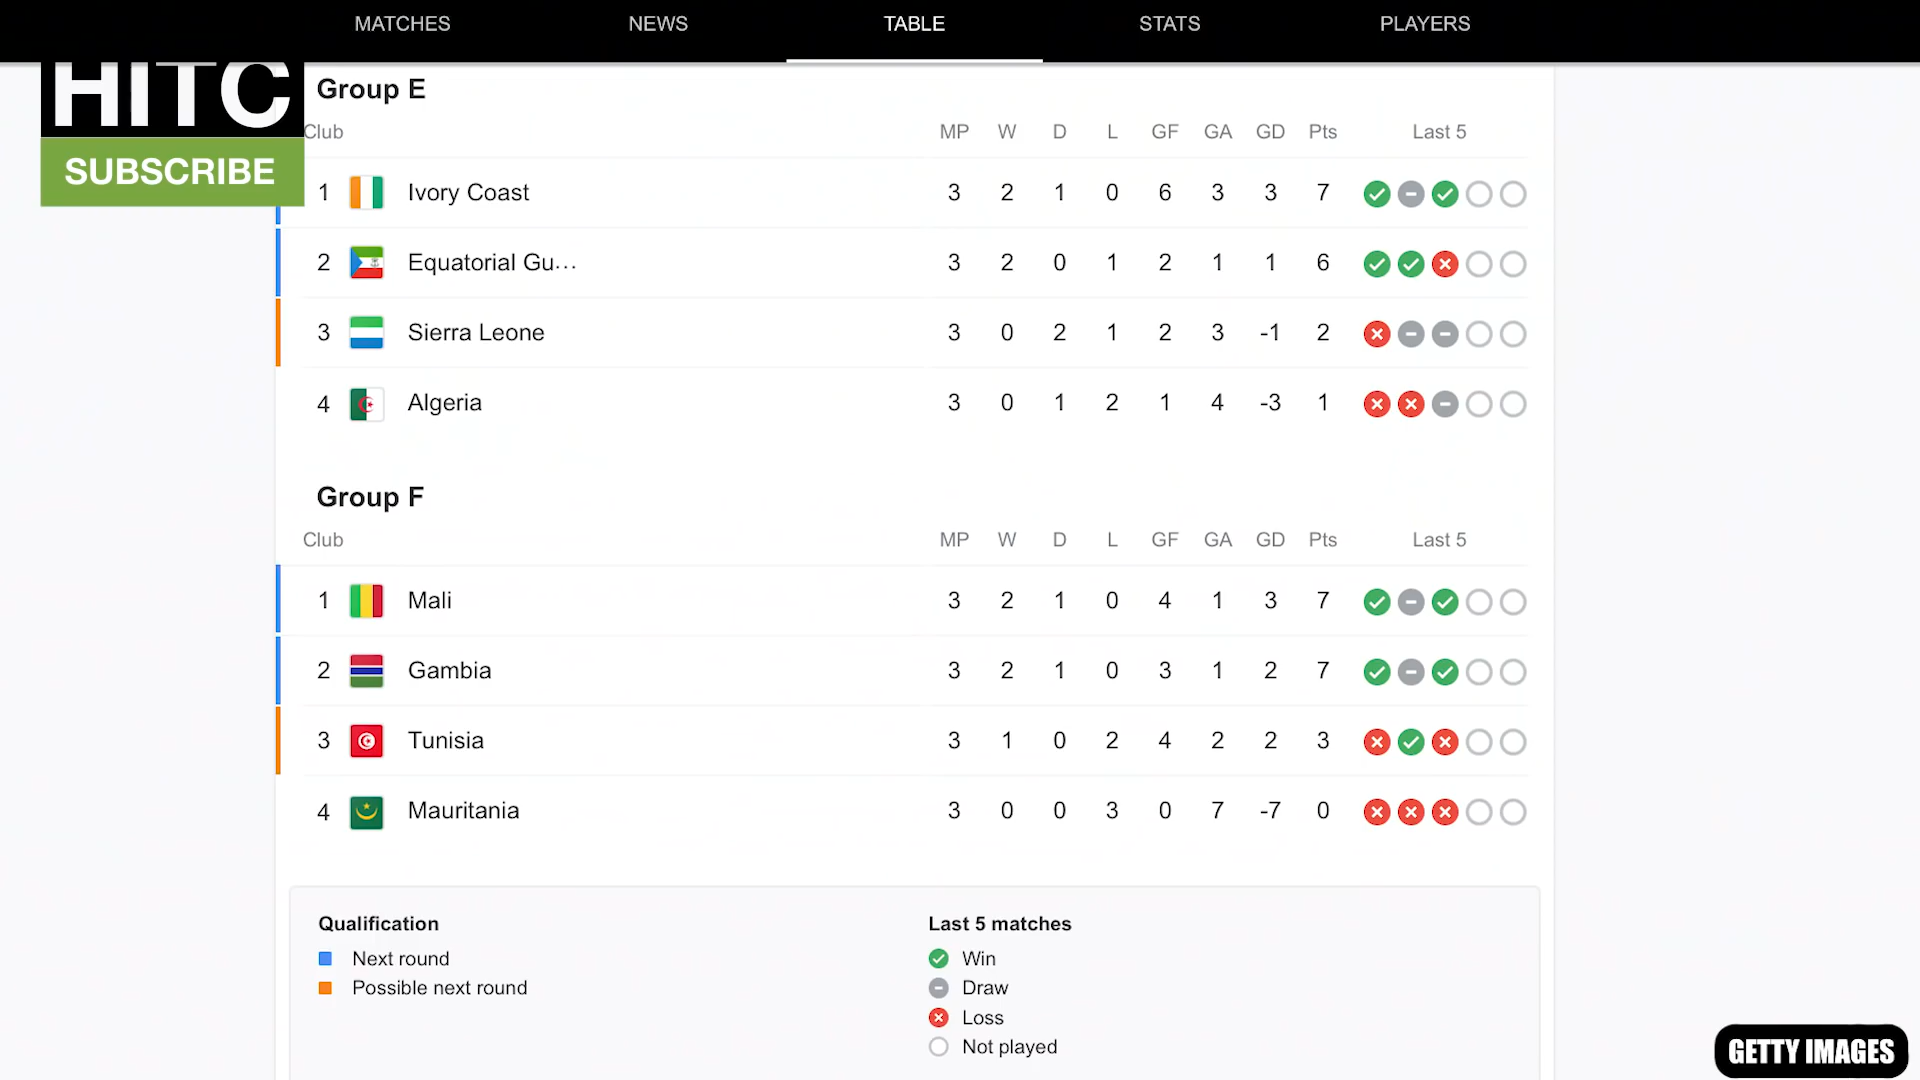 MATCHES NEWS TABLE STATS PLAYERS
HITC
SUBSCRIBE
Group E
Club MP W D L GF GA GD Pts Last 5
1 Ivory Coast 3 2 1 0 6 3 3 7
2 Equatorial Gu... 3 2 0 1 2 1 1 6
3 Sierra Leone 3 0 2 1 2 3 -1 2
4 Algeria 3 0 1 2 1 4 -3 1
Group F
Club MP W D L GF GA GD Pts Last 5
1 Mali 3 2 1 0 4 1 3 7
2 Gambia 3 2 1 0 3 1 2 7
3 Tunisia 3 1 0 2 4 2 2 3
4 Mauritania 3 0 0 3 0 7 -7 0
Qualification
Next round
Possible next round
Last 5 matches
Win
Draw
Loss
Not played
GETTY IMAGES